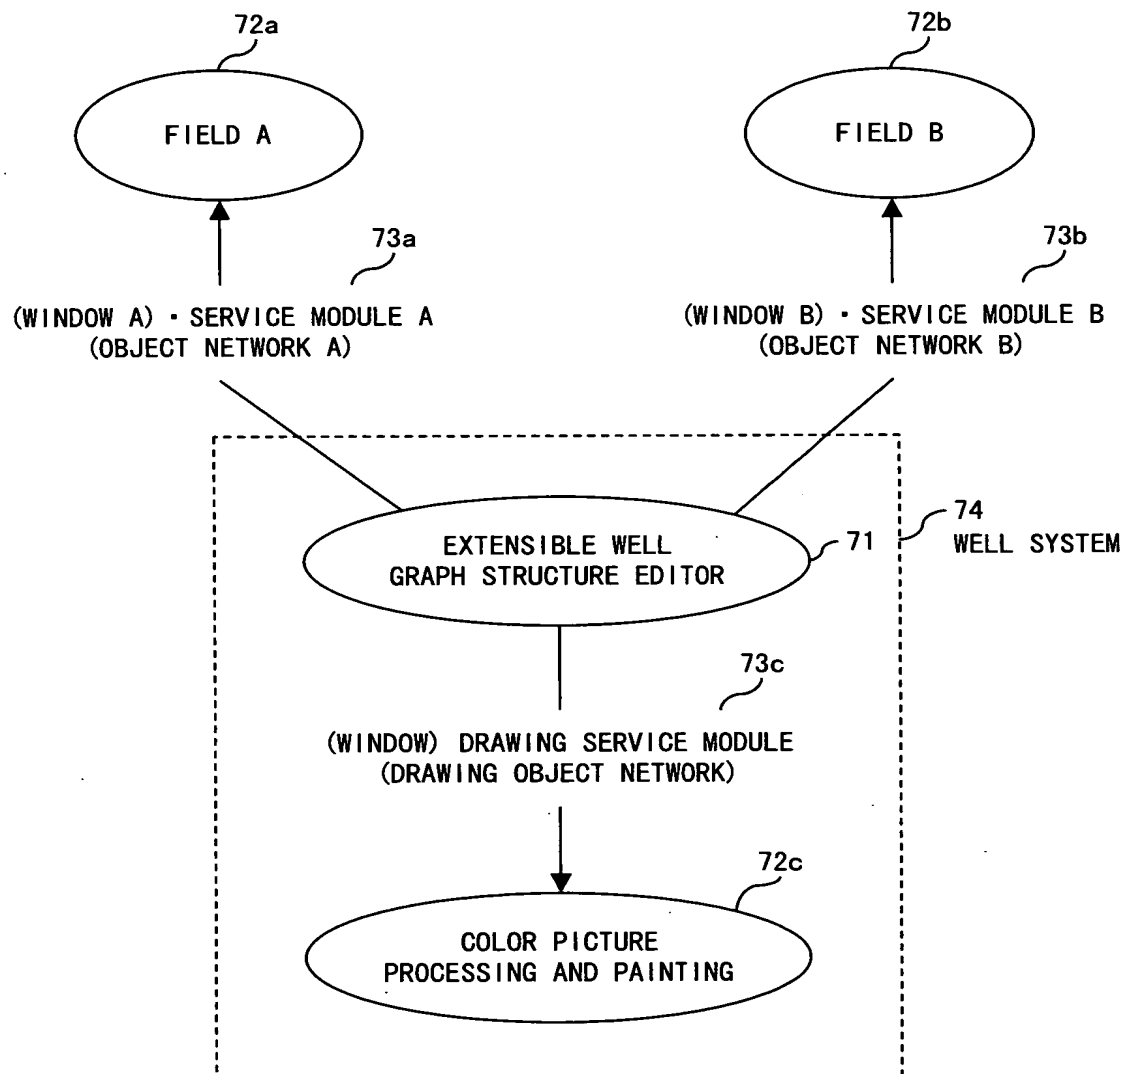 72a
72b
FIELD A
FIELD B
73a
73b
(WINDOW A)・SERVICE MODULE A
(OBJECT NETWORK A)
(WINDOW B)・SERVICE MODULE B
(OBJECT NETWORK B)
74
WELL SYSTEM
71
EXTENSIBLE WELL
GRAPH STRUCTURE EDITOR
73c
(WINDOW) DRAWING SERVICE MODULE
(DRAWING OBJECT NETWORK)
72c
COLOR PICTURE
PROCESSING AND PAINTING